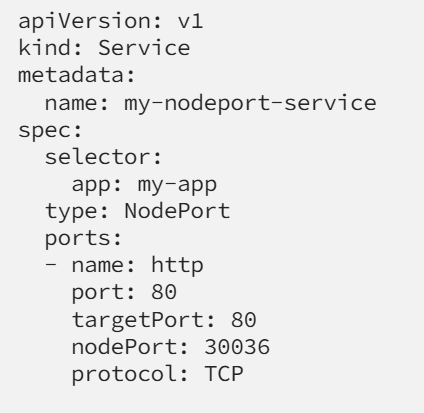 apiVersion: v1
kind: Service
metadata:
  name: my-nodeport-service
spec:
  selector:
    app: my-app
  type: NodePort
  ports:
  - name: http
    port: 80
    targetPort: 80
    nodePort: 30036
    protocol: TCP